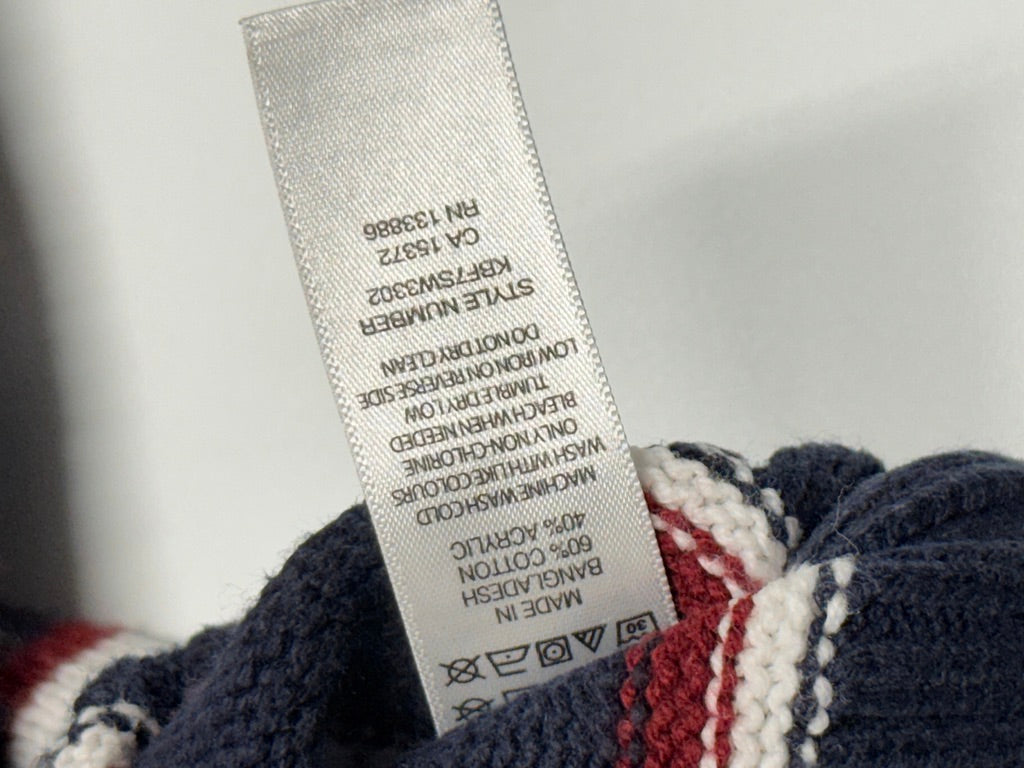 30
MADE IN
BANGLADESH
60% COTTON
40% ACRYLIC
MACHINE WASH COLD
WASH WITH LIKE COLOURS
ONLY NON-CHLORINE
BLEACH WHEN NEEDED
TUMBLE DRY LOW
LOW IRON ON REVERSE SIDE
DO NOT DRY CLEAN
STYLE NUMBER
KBF7SW3302
CA 15372
RN 133886